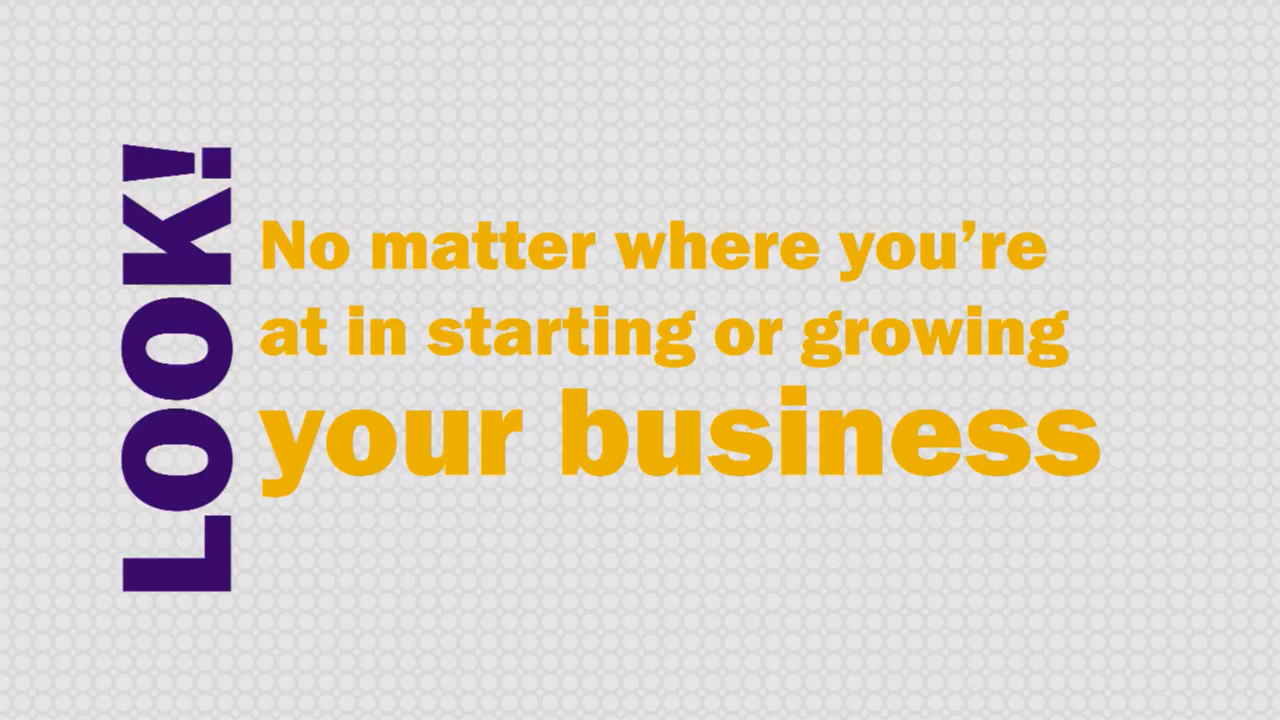 LOOK!
No matter where you’re
at in starting or growing
your business